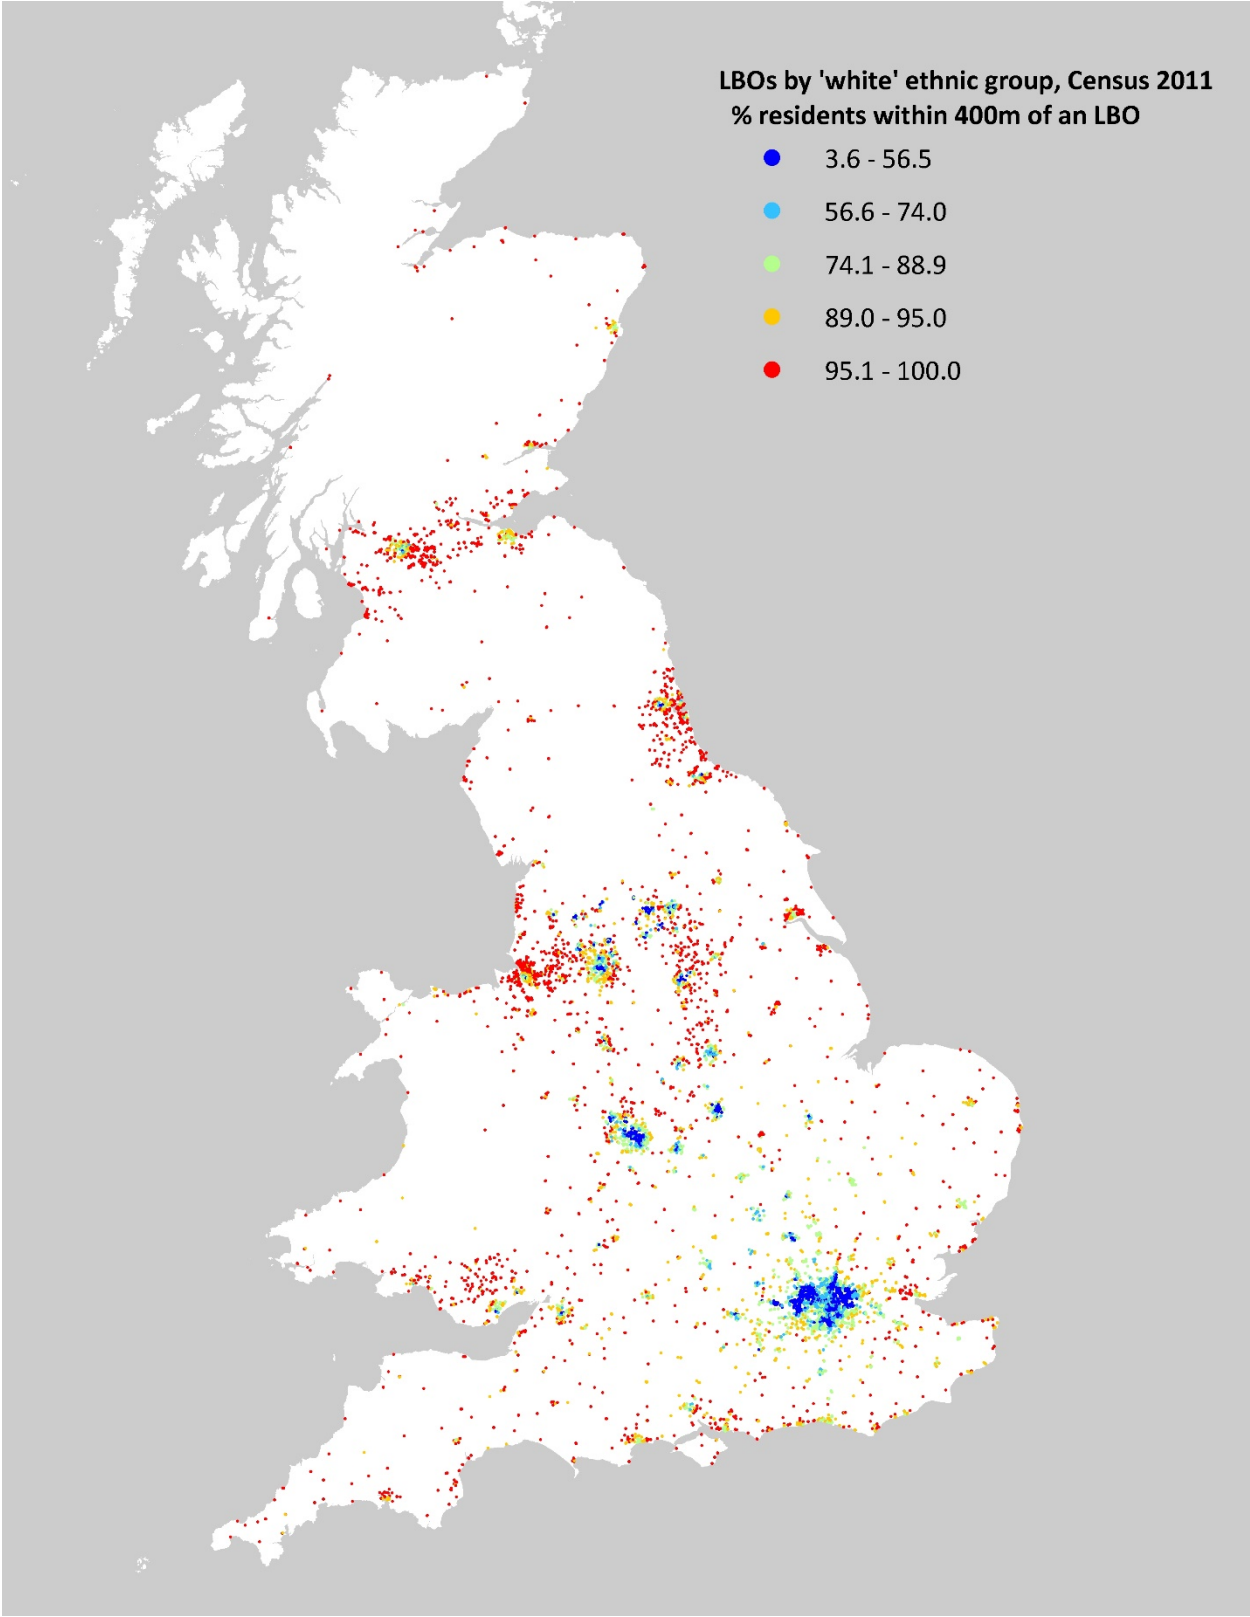 LBOs by 'white' ethnic group, Census 2011
% residents within 400m of an LBO
3.6 - 56.5
56.6 - 74.0
74.1 - 88.9
89.0 - 95.0
95.1 - 100.0